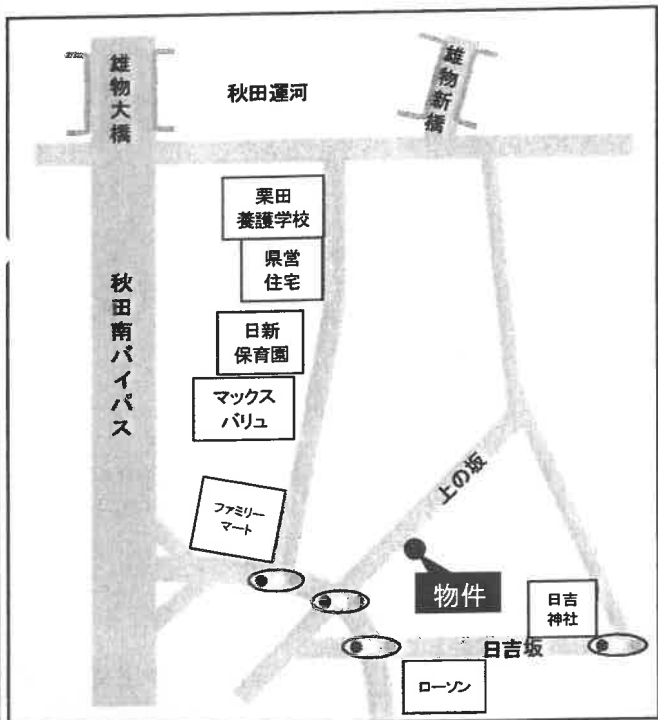 雄物大橋
秋田運河
雄物新橋
栗田
養護学校
県営
住宅
日新
保育園
マックス
バリュ
秋田南バイパス
ファミリー
マート
上の坂
物件
日吉
神社
日吉坂
ローソン